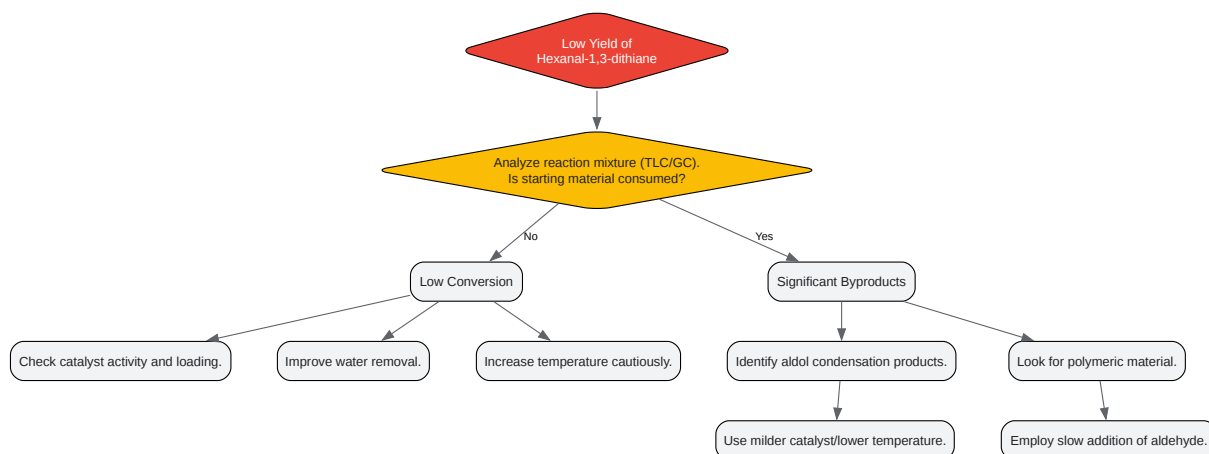 Low Yield of
Hexanal-1,3-dithiane
Analyze reaction mixture (TLC/GC).
Is starting material consumed?
No
Yes
Low Conversion
Significant Byproducts
Check catalyst activity and loading.
Improve water removal.
Increase temperature cautiously.
Identify aldol condensation products.
Look for polymeric material.
Use milder catalyst/lower temperature.
Employ slow addition of aldehyde.